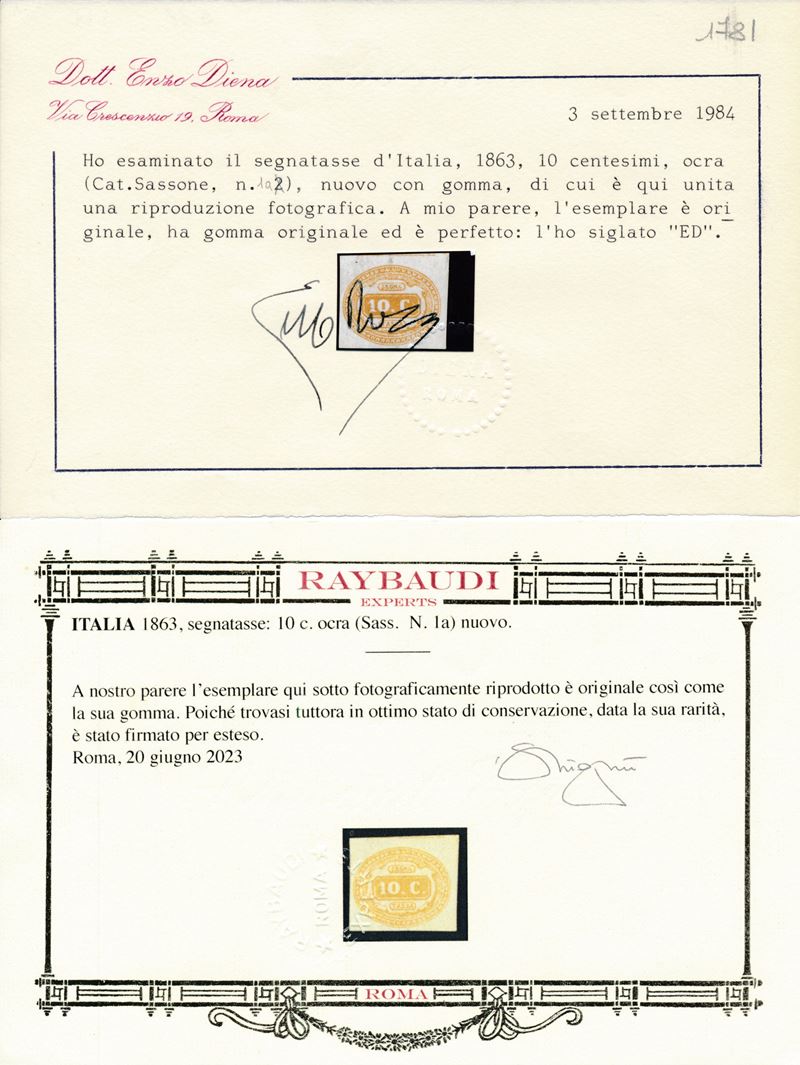 1781
Dott. Enzo Diena
Via Crescenzio 19, Roma
3 settembre 1984
Ho esaminato il segnatasse d'Italia, 1863, 10 centesimi, ocra
(Cat.Sassone, n.1a), nuovo con gomma, di cui è qui unita
una riproduzione fotografica. A mio parere, l'esemplare è ori
ginale, ha gomma originale ed è perfetto: l'ho siglato "ED".
10. C.
DIENA
ROMA
RAYBAUDI
EXPERTS
ITALIA 1863, segnatasse: 10 c. ocra (Sass. N. 1a) nuovo.
A nostro parere l'esemplare qui sotto fotograficamente riprodotto è originale così come
la sua gomma. Poiché trovasi tuttora in ottimo stato di conservazione, data la sua rarità,
è stato firmato per esteso.
Roma, 20 giugno 2023
RAYBAUDI
ROMA
10. C.
ROMA